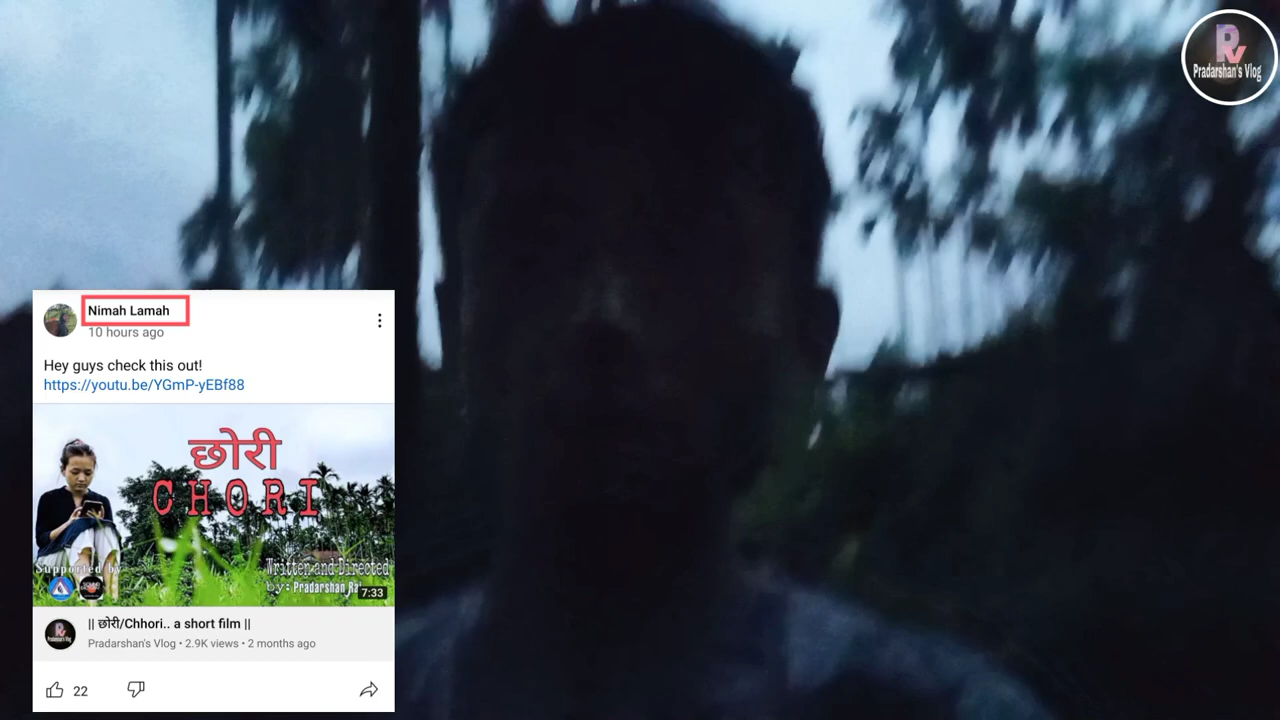 Pradarshan's Vlog
Nimah Lamah
10 hours ago
Hey guys check this out!
https://youtu.be/YGmP-yEBf88
छोरी
CHORI
Supported by
Written and Directed
by: Pradarshan Rai
7:33
|| छोरी/Chhori.. a short film ||
Pradarshan's Vlog • 2.9K views • 2 months ago
22